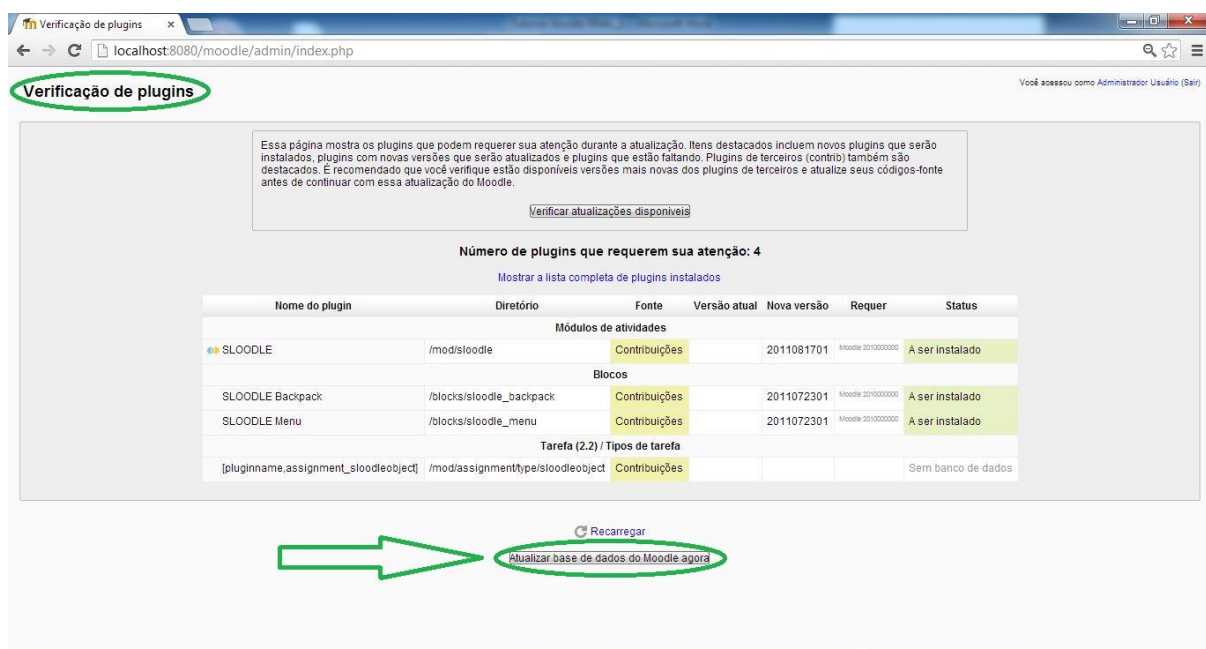 Verificação de plugins
localhost:8080/moodle/admin/index.php
Verificação de plugins
Você acessou como Administrador Usuário (Sair)
Essa página mostra os plugins que podem requerer sua atenção durante a atualização. Itens destacados incluem novos plugins que serão
instalados, plugins com novas versões que serão atualizados e plugins que estão faltando. Plugins de terceiros (contrib) também são
destacados. É recomendado que você verifique estão disponíveis versões mais novas dos plugins de terceiros e atualize seus códigos-fonte
antes de continuar com essa atualização do Moodle.
Verificar atualizações disponiveis
Número de plugins que requerem sua atenção: 4
Mostrar a lista completa de plugins instalados
Nome do plugin Diretório Fonte Versão atual Nova versão Requer Status
Módulos de atividades
SLOODLE /mod/sloodle Contribuições 2011081701 Moodle 2010000000 A ser instalado
Blocos
SLOODLE Backpack /blocks/sloodle_backpack Contribuições 2011072301 Moodle 2010000000 A ser instalado
SLOODLE Menu /blocks/sloodle_menu Contribuições 2011072301 Moodle 2010000000 A ser instalado
Tarefa (2.2) / Tipos de tarefa
[pluginname,assignment_sloodleobject] /mod/assignment/type/sloodleobject Contribuições Sem banco de dados
Recarregar
Atualizar base de dados do Moodle agora